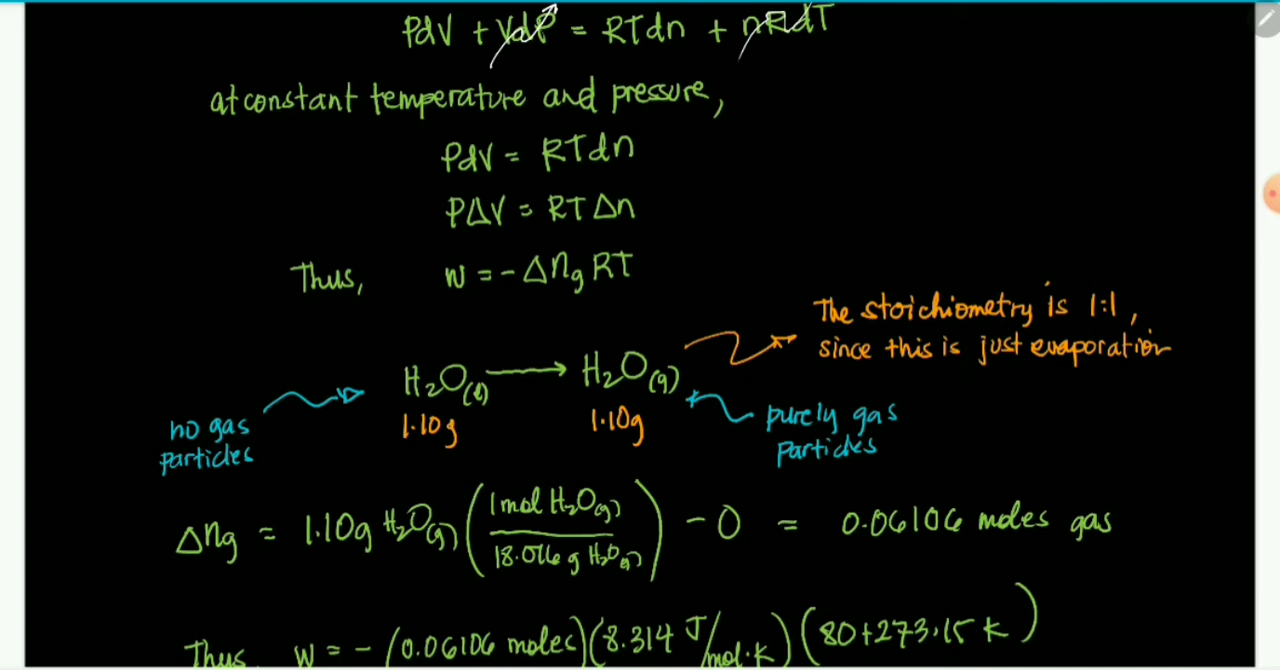 PdV + VdP = RTdn + nRdT
at constant temperature and pressure,
PdV = RTdn
PΔV = RTΔn
Thus, W = -Δng RT
The stoichiometry is 1:1,
since this is just evaporation
H₂O(l) → H₂O(g)
1.10g 1.10g
no gas
particles
purely gas
particles
Δng = 1.10g H₂O(g) (1mol H₂O(g) / 18.016 g H₂O(g)) - 0 = 0.06106 moles gas
Thus W = - (0.06106 moles)(8.314 J/mol·K)(80+273.15 K)